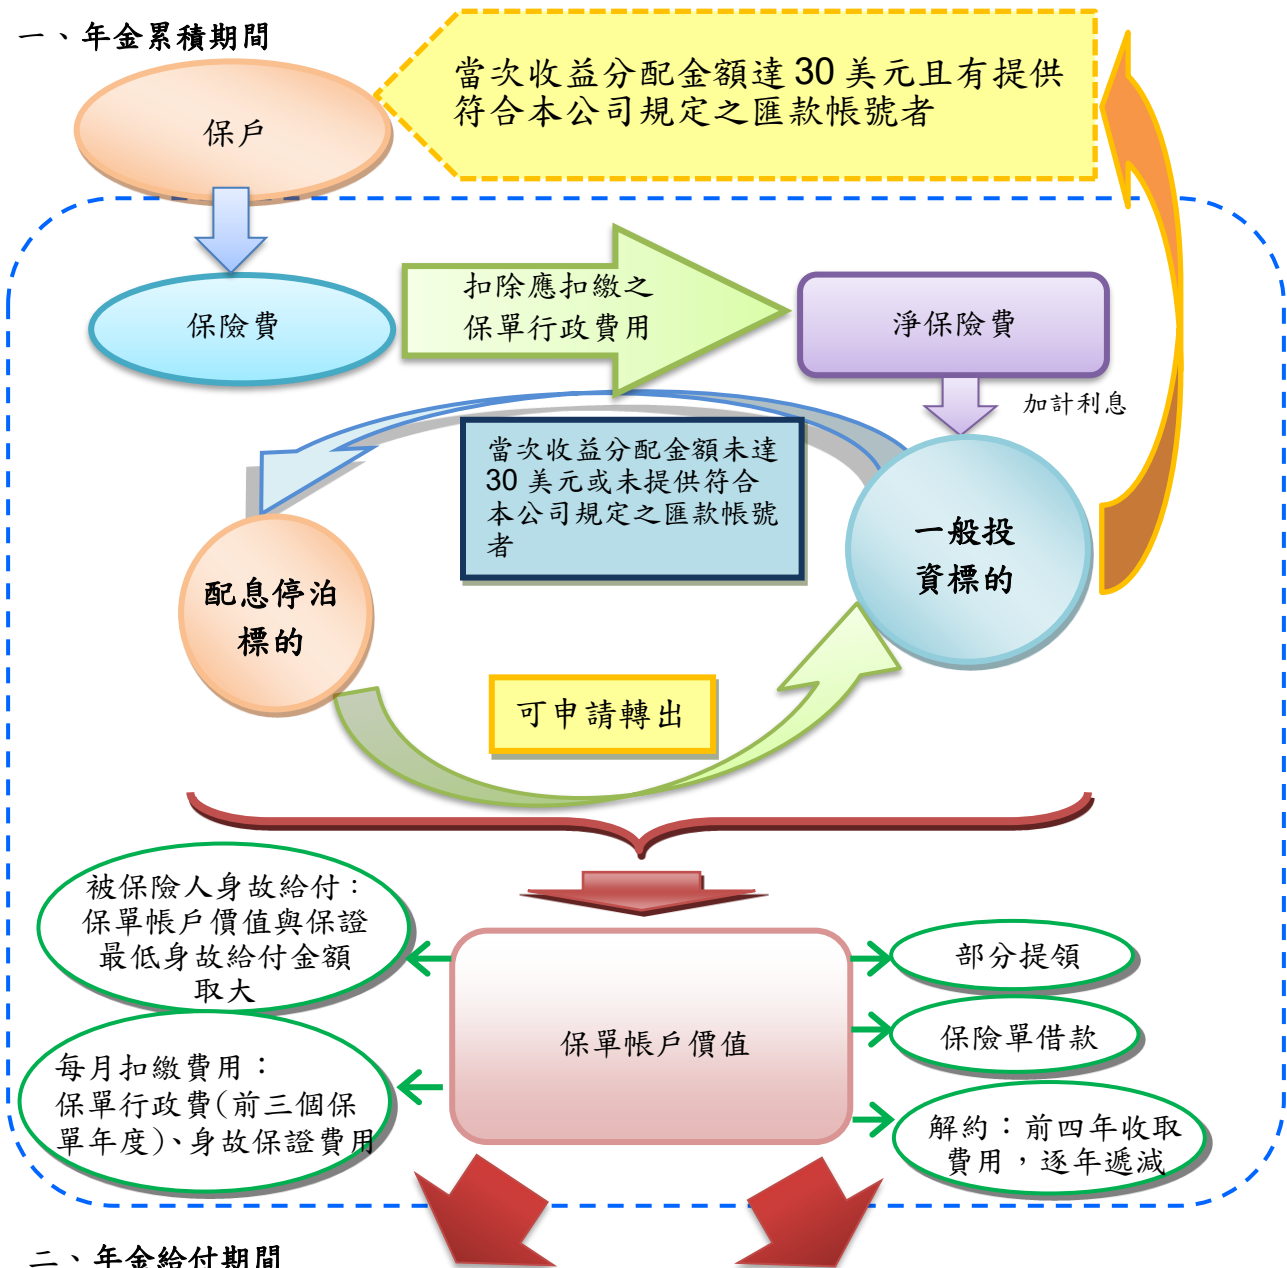 一、年金累積期間
當次收益分配金額達 30 美元且有提供
符合本公司規定之匯款帳號者
保戶
保險費
扣除應扣繳之
保單行政費用
淨保險費
加計利息
當次收益分配金額未達
30 美元或未提供符合
本公司規定之匯款帳號
者
一般投
資標的
配息停泊
標的
可申請轉出
被保險人身故給付：
保單帳戶價值與保證
最低身故給付金額
取大
每月扣繳費用：
保單行政費(前三個保
單年度)、身故保證費用
保單帳戶價值
部分提領
保險單借款
解約：前四年收取
費用，逐年遞減
二、年金給付期間